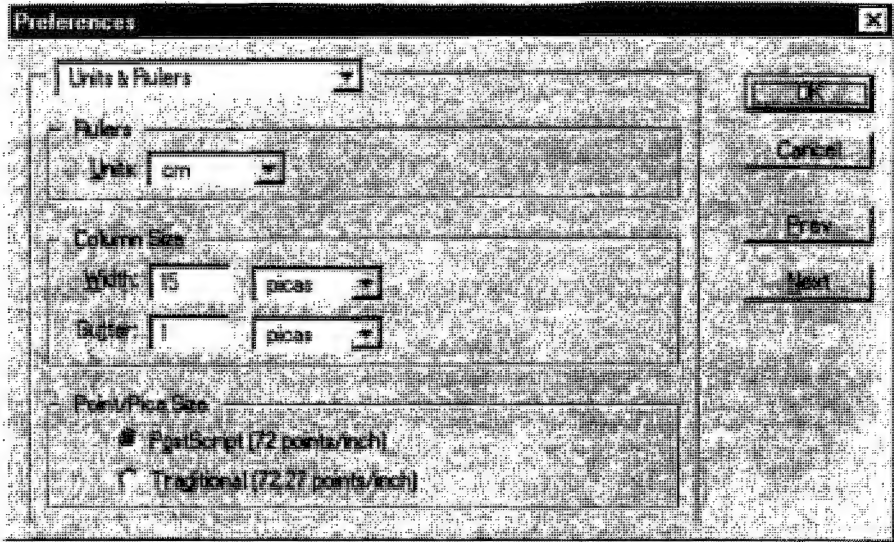 Preferences
Units & Rulers
OK
Rulers
Units: cm
Cancel
Column Size
Prev
Width: 15 picas
Next
Gutter: 1 picas
Point/Pica Size
PostScript (72 points/inch)
Traditional (72.27 points/inch)